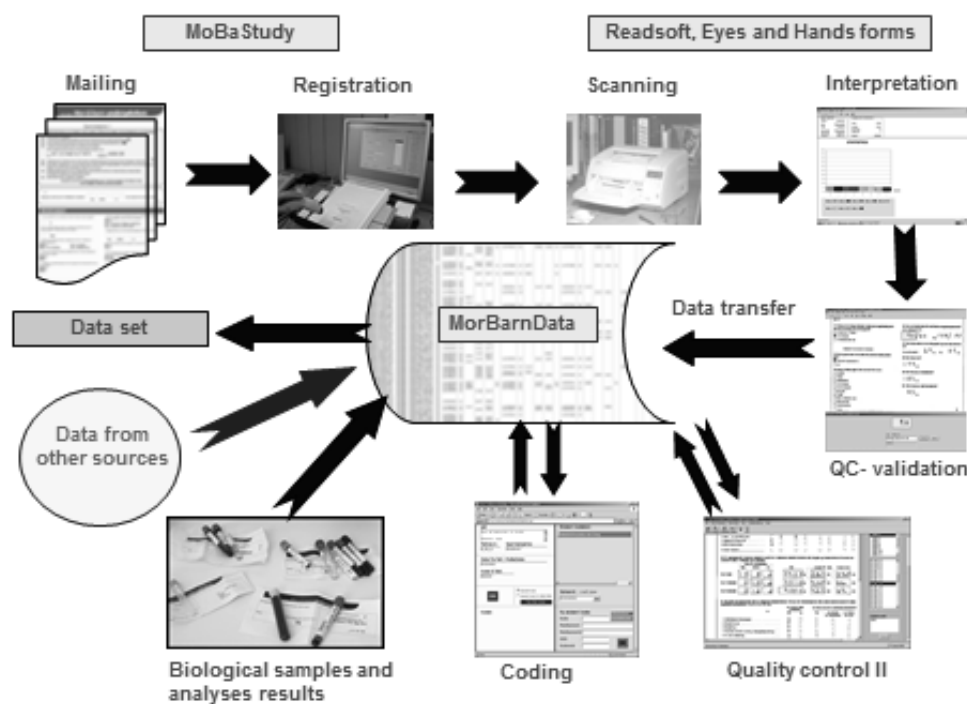 MoBaStudy
Readsoft, Eyes and Hands forms
Mailing
Registration
Scanning
Interpretation
Data set
MorBarnData
Data transfer
Data from
other sources
QC- validation
Biological samples and
analyses results
Coding
Quality control II